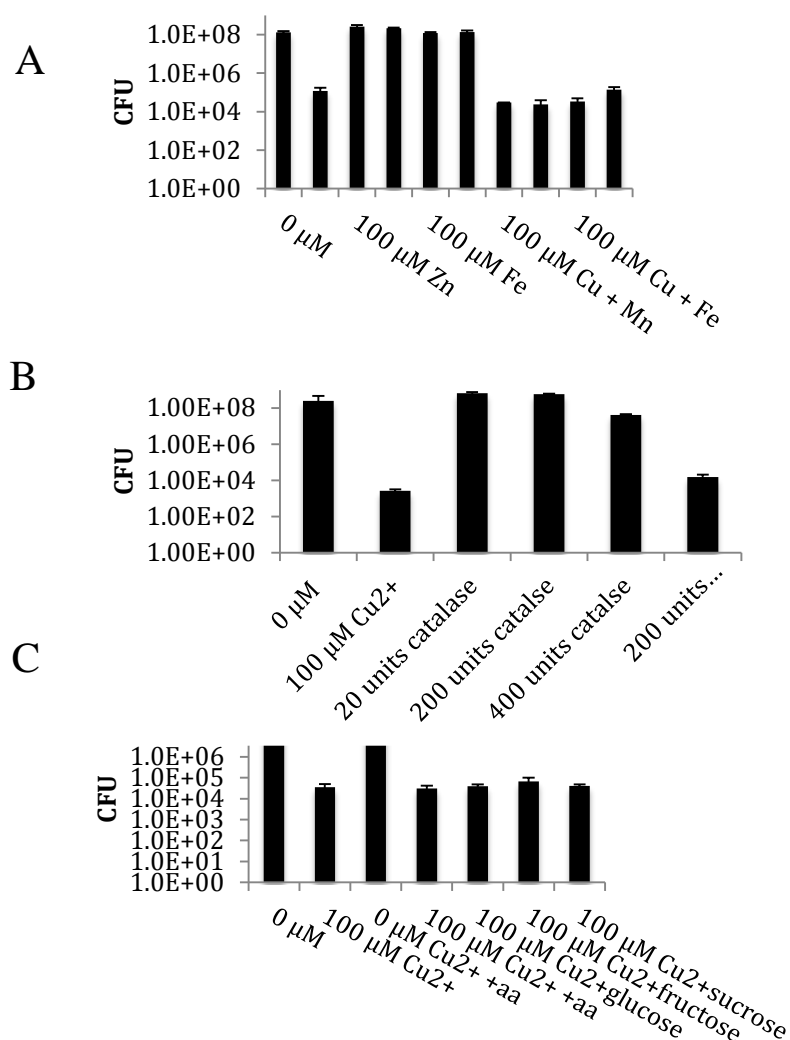 A
CFU
1.0E+08
1.0E+06
1.0E+04
1.0E+02
1.0E+00
0 µM
100 µM Zn
100 µM Fe
100 µM Cu + Mn
100 µM Cu + Fe
B
CFU
1.00E+08
1.00E+06
1.00E+04
1.00E+02
1.00E+00
0 µM
100 µM Cu2+
20 units catalase
200 units catalse
400 units catalse
200 units...
C
CFU
1.0E+06
1.0E+05
1.0E+04
1.0E+03
1.0E+02
1.0E+01
1.0E+00
0 µM
100 µM Cu2+
0 µM Cu2+ +aa
100 µM Cu2+ +aa
100 µM Cu2+glucose
100 µM Cu2+fructose
100 µM Cu2+sucrose